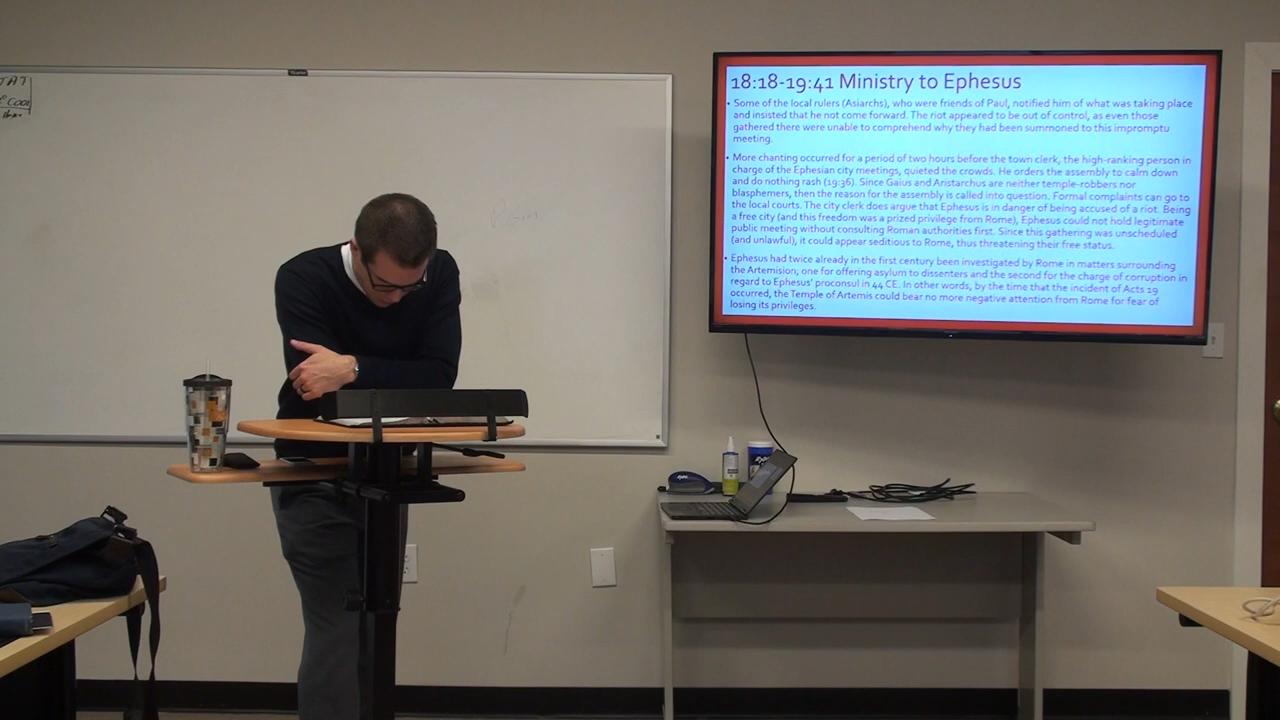 18:18-19:41 Ministry to Ephesus
• Some of the local rulers (Asiarchs), who were friends of Paul, notified him of what was taking place
and insisted that he not come forward. The riot appeared to be out of control, as even those
gathered there were unable to comprehend why they had been summoned to this impromptu
meeting.
• More chanting occurred for a period of two hours before the town clerk, the high-ranking person in
charge of the Ephesian city meetings, quieted the crowds. He orders the assembly to calm down
and do nothing rash (19:36). Since Gaius and Aristarchus are neither temple-robbers nor
blasphemers, then the reason for the assembly is called into question. Formal complaints can go to
the local courts. The city clerk does argue that Ephesus is in danger of being accused of a riot. Being
a free city (and this freedom was a prized privilege from Rome), Ephesus could not hold legitimate
public meeting without consulting Roman authorities first. Since this gathering was unscheduled
(and unlawful), it could appear seditious to Rome, thus threatening their free status.
• Ephesus had twice already in the first century been investigated by Rome in matters surrounding
the Artemision; one for offering asylum to dissenters and the second for the charge of corruption in
regard to Ephesus' proconsul in 44 CE. In other words, by the time that the incident of Acts 19
occurred, the Temple of Artemis could bear no more negative attention from Rome for fear of
losing its privileges.